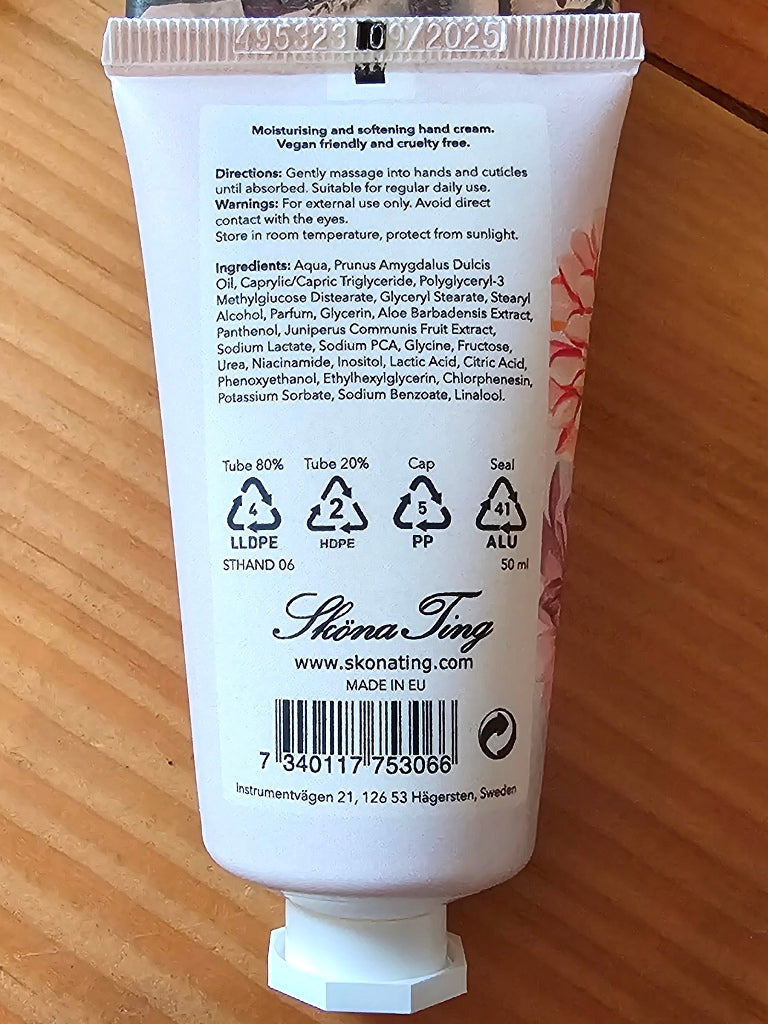 495323 09/2025
Moisturising and softening hand cream.
Vegan friendly and cruelty free.
Directions: Gently massage into hands and cuticles
until absorbed. Suitable for regular daily use.
Warnings: For external use only. Avoid direct
contact with the eyes.
Store in room temperature, protect from sunlight.
Ingredients: Aqua, Prunus Amygdalus Dulcis
Oil, Caprylic/Capric Triglyceride, Polyglyceryl-3
Methylglucose Distearate, Glyceryl Stearate, Stearyl
Alcohol, Parfum, Glycerin, Aloe Barbadensis Extract,
Panthenol, Juniperus Communis Fruit Extract,
Sodium Lactate, Sodium PCA, Glycine, Fructose,
Urea, Niacinamide, Inositol, Lactic Acid, Citric Acid,
Phenoxyethanol, Ethylhexylglycerin, Chlorphenesin,
Potassium Sorbate, Sodium Benzoate, Linalool.
Tube 80% Tube 20% Cap Seal
4 2 5 41
LLDPE HDPE PP ALU
STHAND 06 50 ml
Sköna Ting
www.skonating.com
MADE IN EU
7 340117 753066
Instrumentvägen 21, 126 53 Hägersten, Sweden